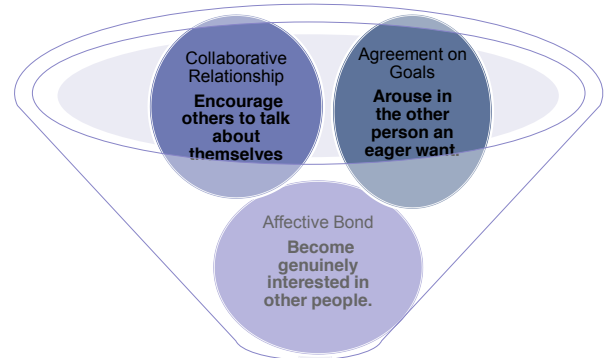 Collaborative
Relationship
Encourage
others to talk
about
themselves
Agreement on
Goals
Arouse in
the other
person an
eager want.
Affective Bond
Become
genuinely
interested in
other people.